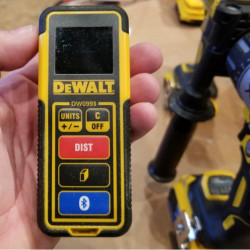 DEWALT
DW099S
UNITS C
+/- OFF
DIST